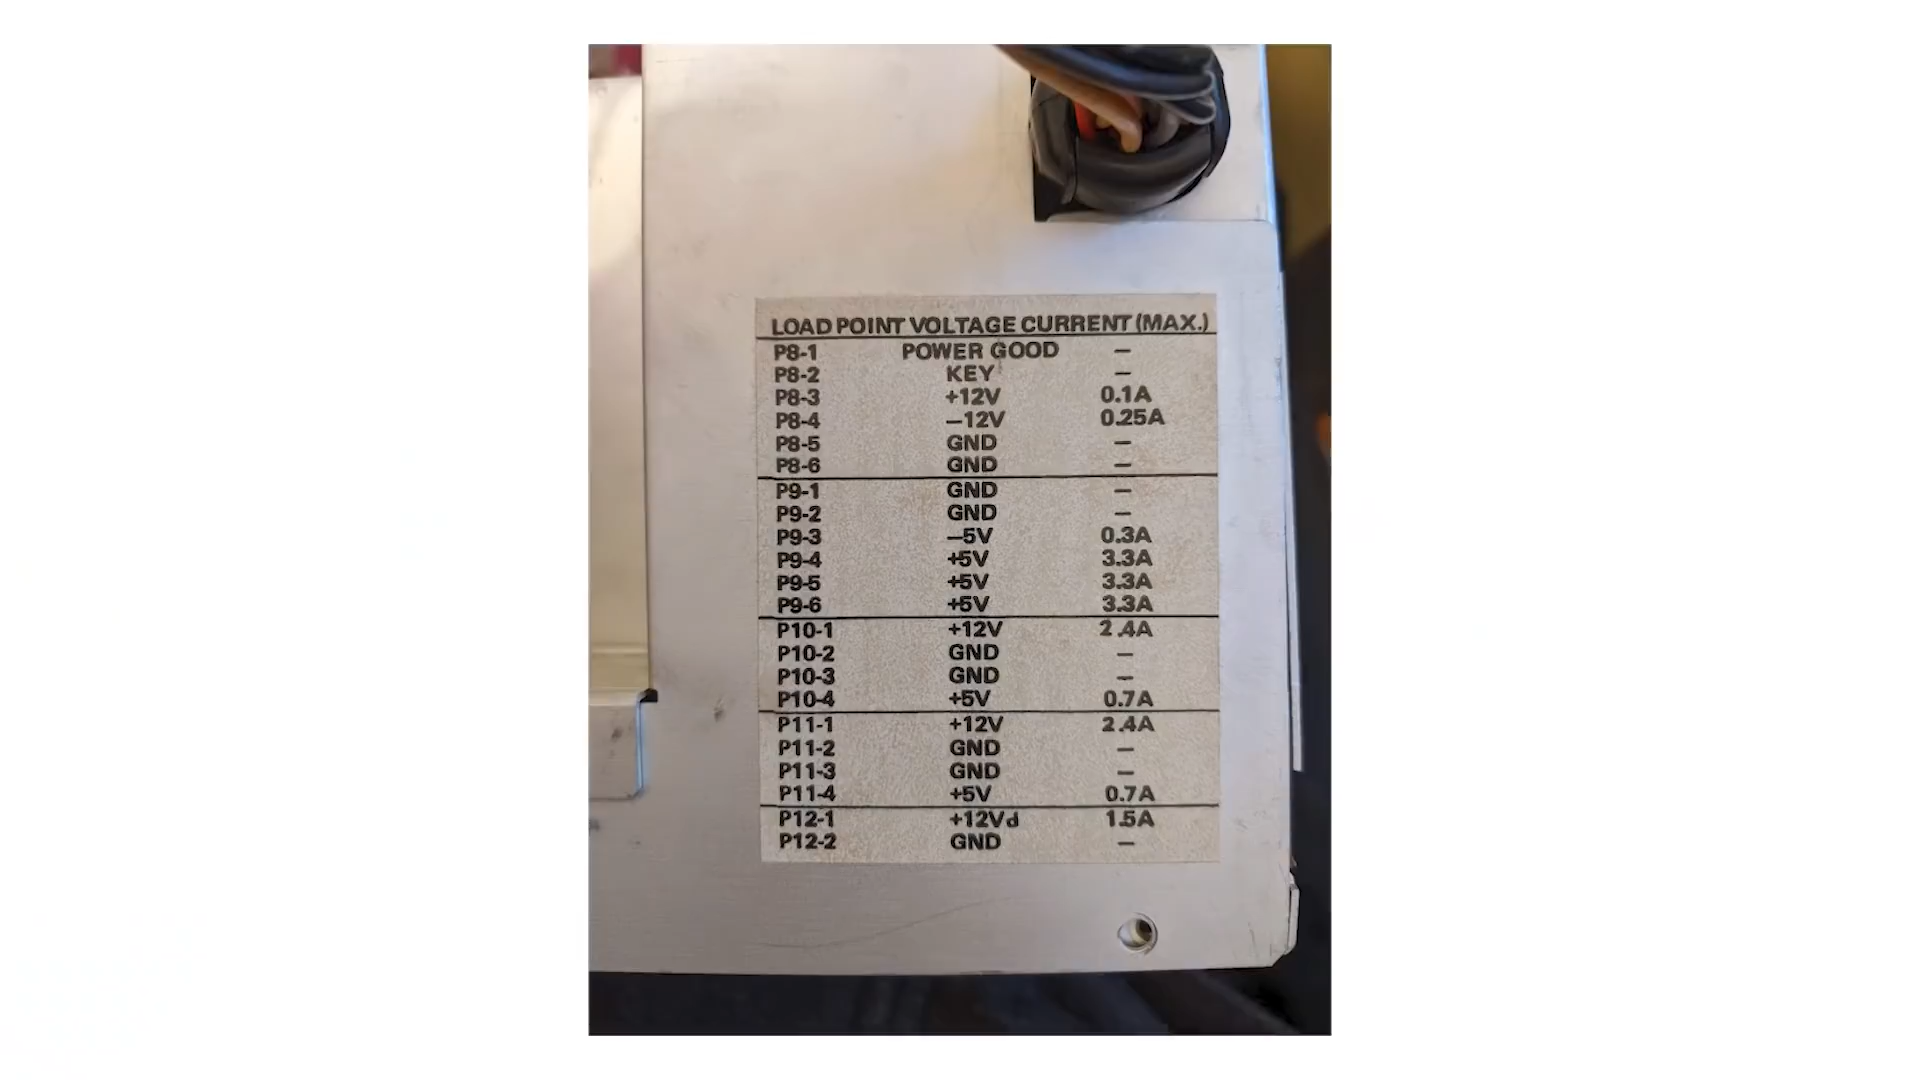 LOAD POINT VOLTAGE CURRENT (MAX.)
P8-1 POWER GOOD —
P8-2 KEY —
P8-3 +12V 0.1A
P8-4 —12V 0.25A
P8-5 GND —
P8-6 GND —
P9-1 GND —
P9-2 GND —
P9-3 —5V 0.3A
P9-4 +5V 3.3A
P9-5 +5V 3.3A
P9-6 +5V 3.3A
P10-1 +12V 2.4A
P10-2 GND —
P10-3 GND —
P10-4 +5V 0.7A
P11-1 +12V 2.4A
P11-2 GND —
P11-3 GND —
P11-4 +5V 0.7A
P12-1 +12Vd 1.5A
P12-2 GND —